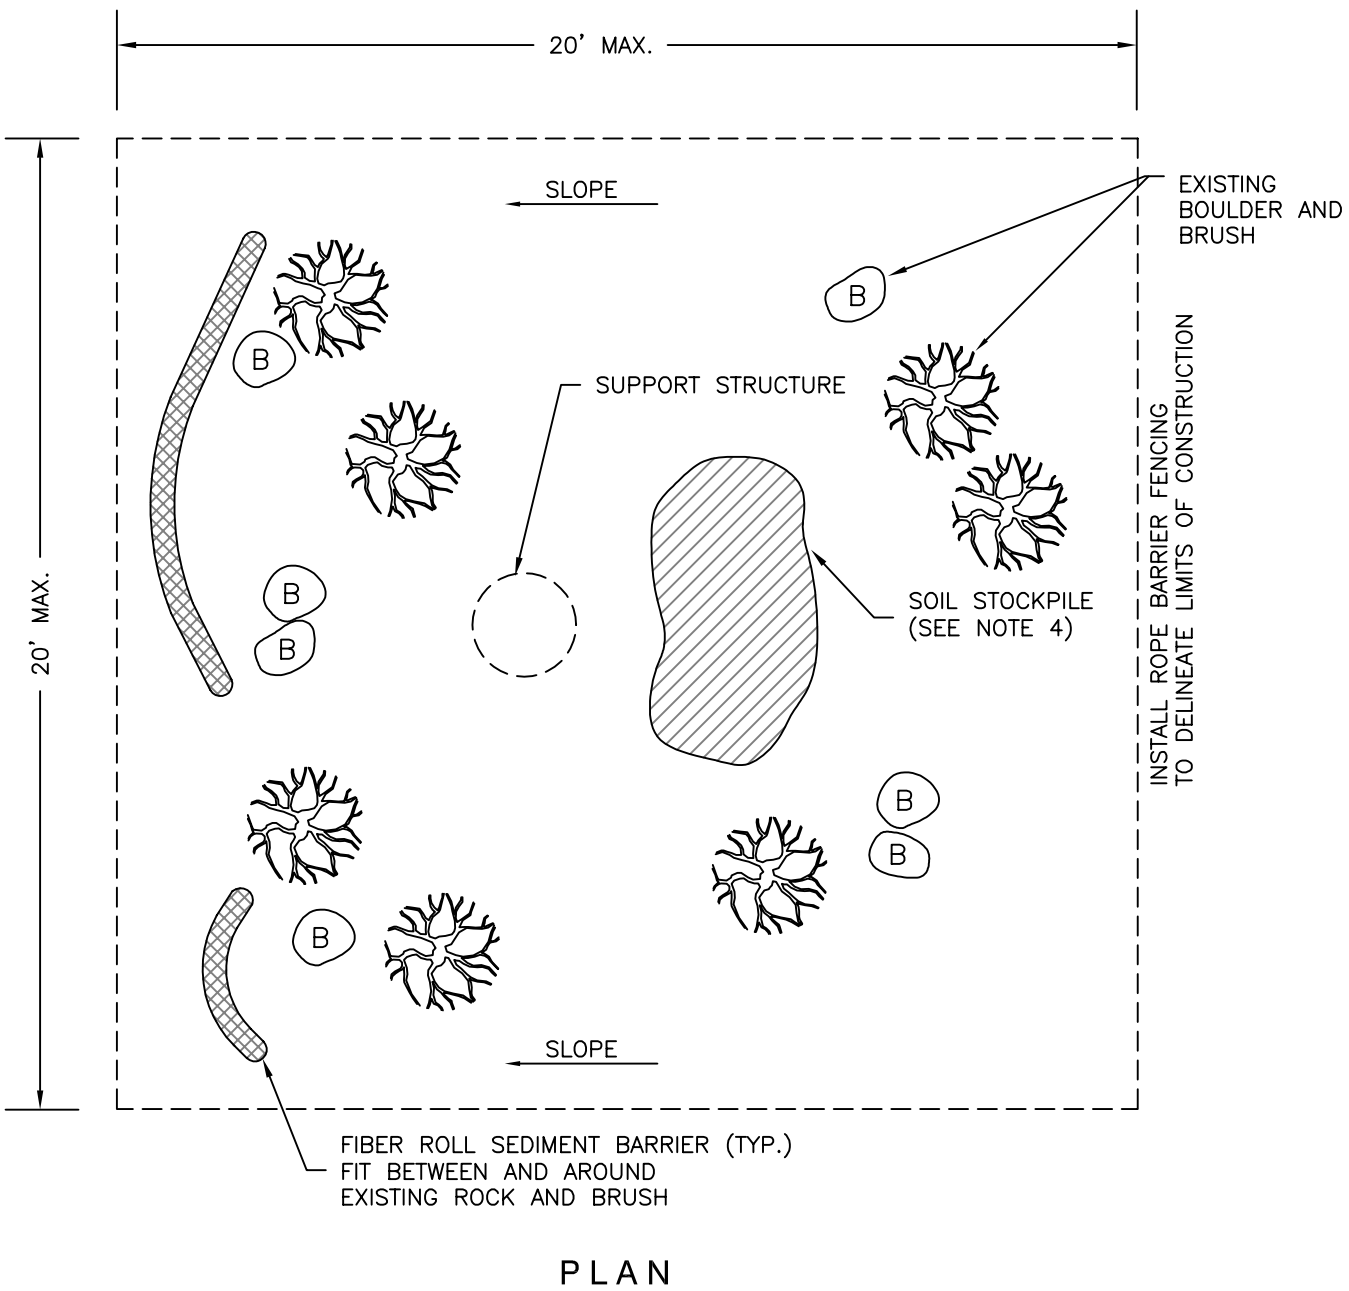 20' MAX.
SLOPE
EXISTING
BOULDER AND
BRUSH
B
B
SUPPORT STRUCTURE
INSTALL ROPE BARRIER FENCING
TO DELINEATE LIMITS OF CONSTRUCTION
20' MAX.
B
B
SOIL STOCKPILE
(SEE NOTE 4)
B
B
B
SLOPE
FIBER ROLL SEDIMENT BARRIER (TYP.)
FIT BETWEEN AND AROUND
EXISTING ROCK AND BRUSH
PLAN